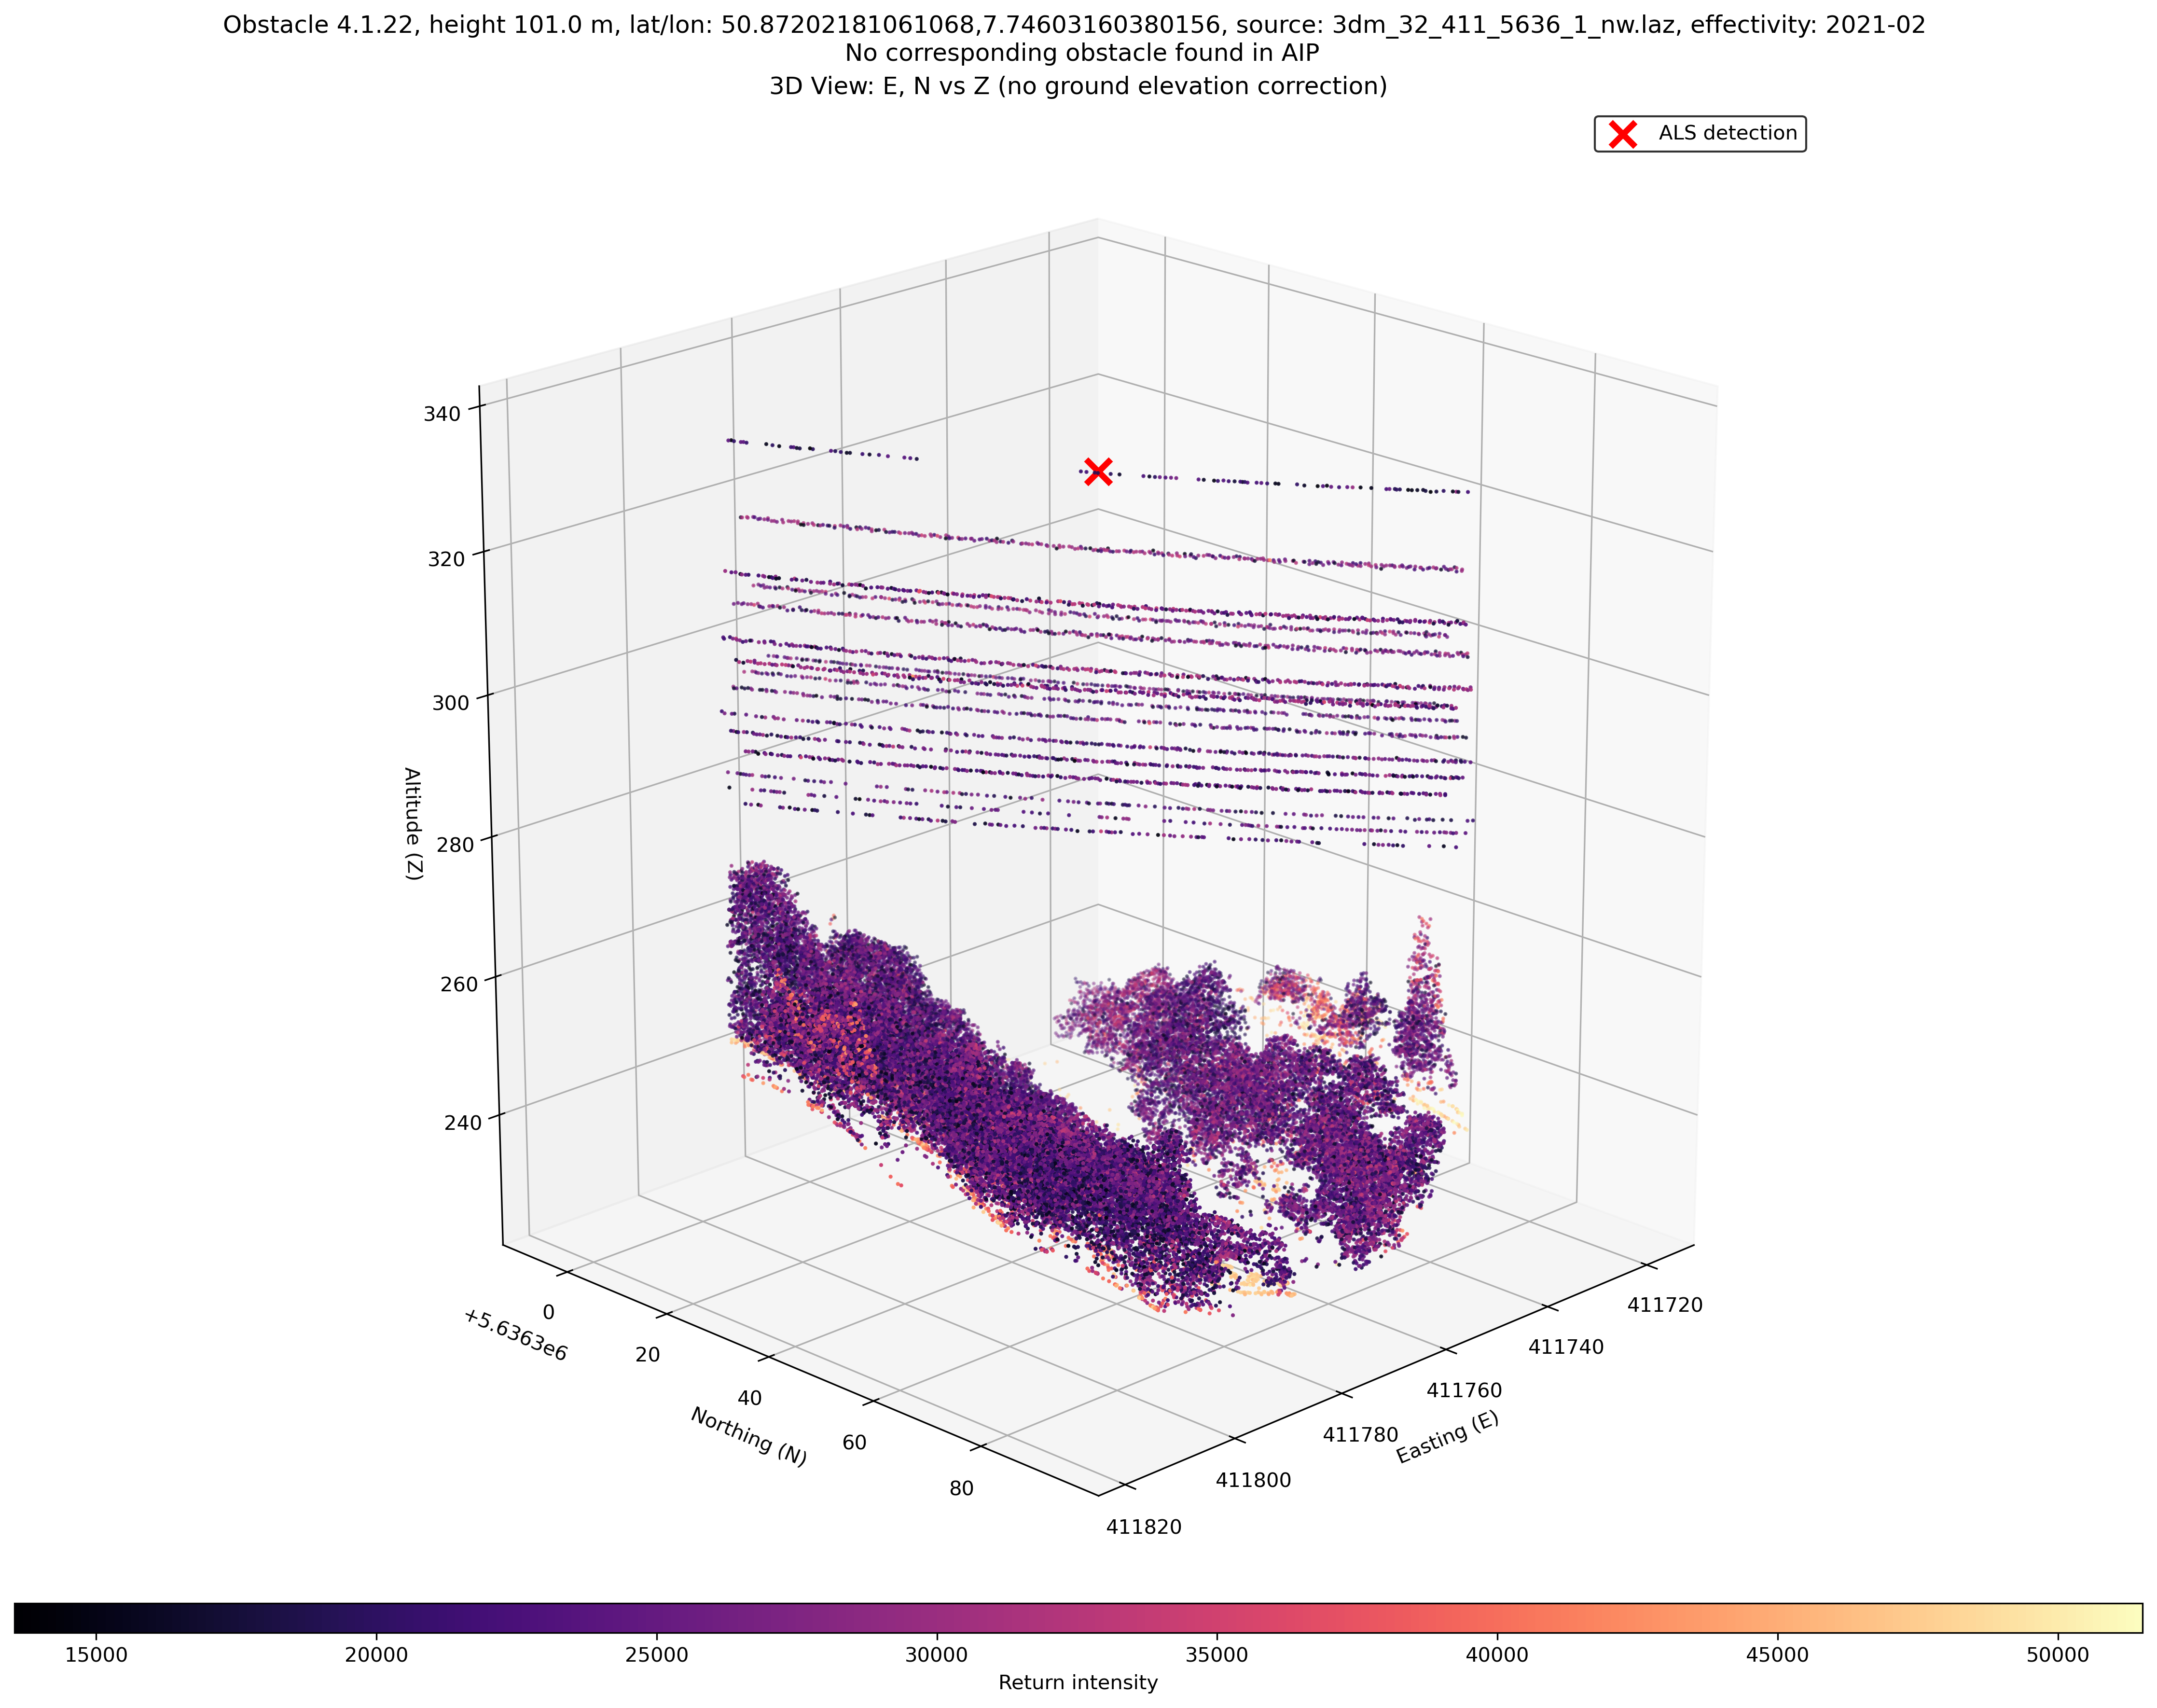 Obstacle 4.1.22, height 101.0 m, lat/lon: 50.87202181061068,7.74603160380156, source: 3dm_32_411_5636_1_nw.laz, effectivity: 2021-02
No corresponding obstacle found in AIP
3D View: E, N vs Z (no ground elevation correction)
ALS detection
340
320
300
280
260
240
Altitude (Z)
+5.6363e6
0
20
40
60
80
Northing (N)
411720
411740
411760
411780
411800
411820
Easting (E)
15000
20000
25000
30000
35000
40000
45000
50000
Return intensity